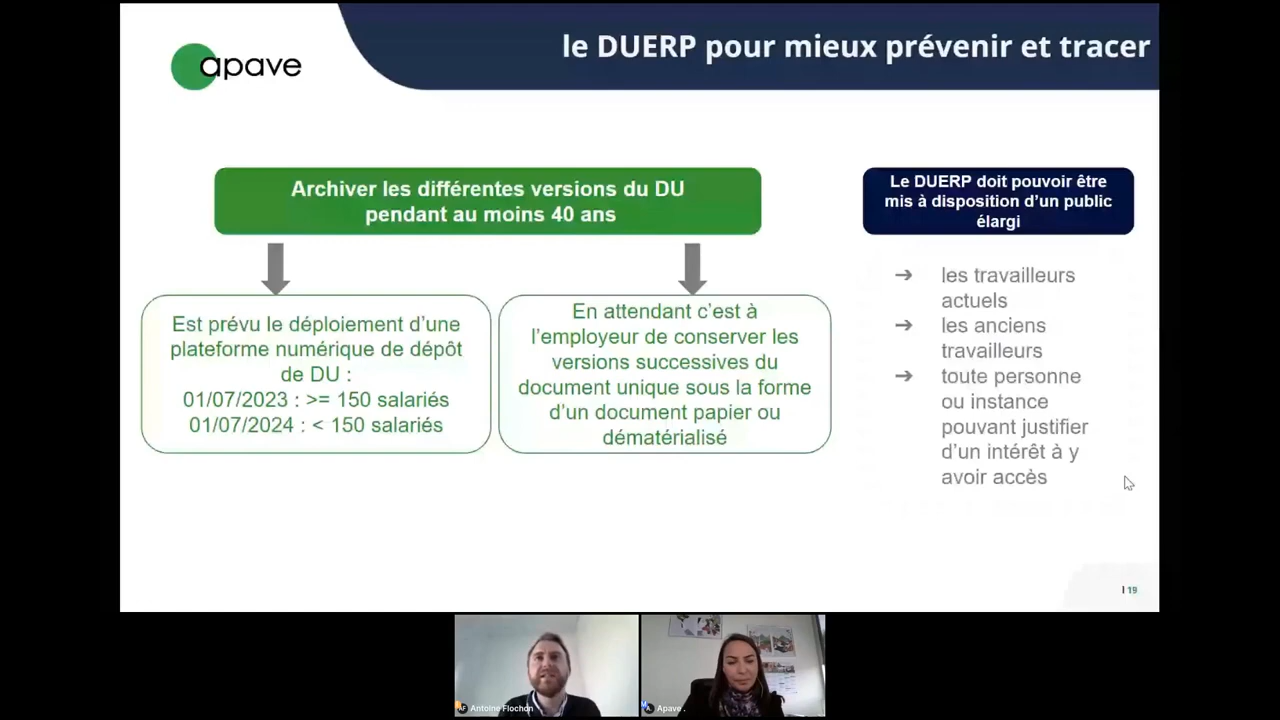 apave
le DUERP pour mieux prévenir et tracer
Archiver les différentes versions du DU
pendant au moins 40 ans
Est prévu le déploiement d'une
plateforme numérique de dépôt
de DU :
01/07/2023 : >= 150 salariés
01/07/2024 : < 150 salariés
En attendant c'est à
l'employeur de conserver les
versions successives du
document unique sous la forme
d'un document papier ou
dématérialisé
Le DUERP doit pouvoir être
mis à disposition d'un public
élargi
→ les travailleurs
actuels
→ les anciens
travailleurs
→ toute personne
ou instance
pouvant justifier
d'un intérêt à y
avoir accès
I 19
AF Antoine Flochon
A. Apave .